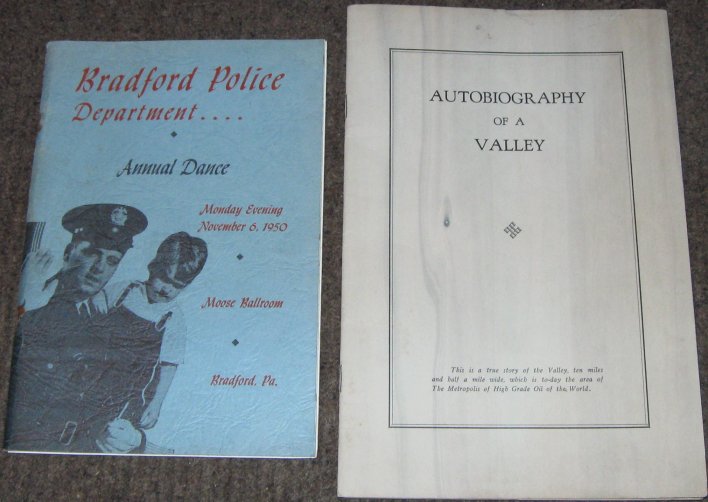 Bradford Police
Department....
Annual Dance
Monday Evening
November 6, 1950
Moose Ballroom
Bradford, Pa.
AUTOBIOGRAPHY
OF A
VALLEY
This is a true story of the Valley, ten miles
and half a mile wide, which is to-day the area of
The Metropolis of High Grade Oil of the World.